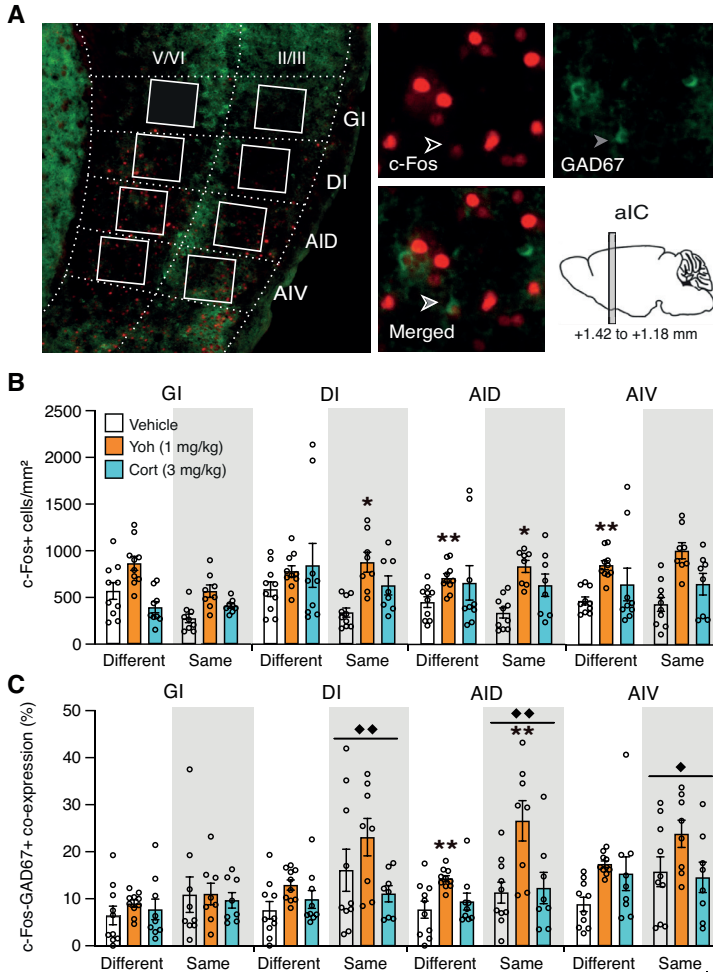 A
V/VI II/III
GI
DI
AID
AIV
c-Fos
GAD67
Merged
aIC
+1.42 to +1.18 mm
B
GI DI AID AIV
c-Fos+ cells/mm²
2500
2000
1500
1000
500
0
Vehicle
Yoh (1 mg/kg)
Cort (3 mg/kg)
* ** * **
Different Same Different Same Different Same Different Same
C
GI DI AID AIV
c-Fos-GAD67+ co-expression (%)
50
40
30
20
10
0
◆◆ ** ◆◆ ** ◆
Different Same Different Same Different Same Different Same